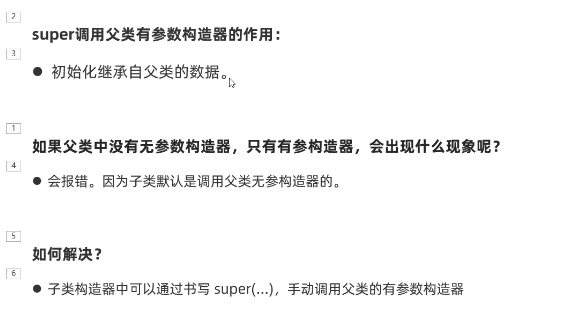 2
super调用父类有参数构造器的作用：
3
● 初始化继承自父类的数据。
1
如果父类中没有无参数构造器，只有有参构造器，会出现什么现象呢？
4
● 会报错。因为子类默认是调用父类无参构造器的。
5
如何解决？
6
● 子类构造器中可以通过书写 super(...)，手动调用父类的有参数构造器